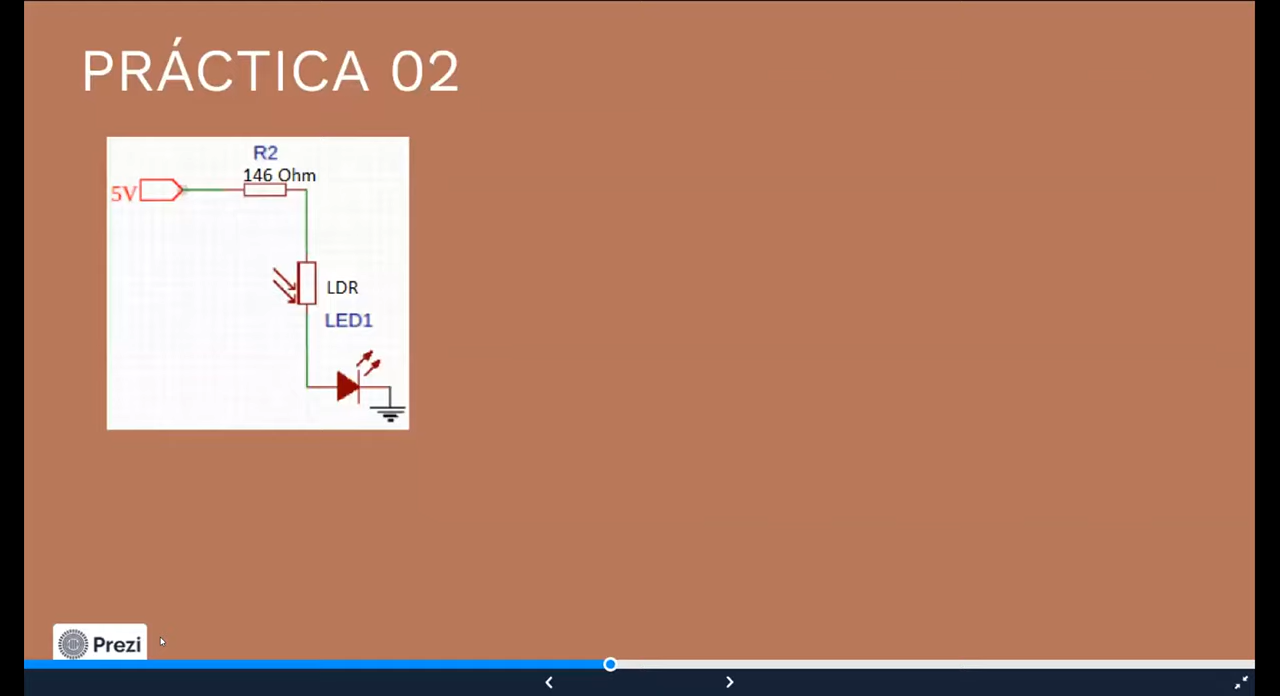 PRÁCTICA 02
R2
146 Ohm
5V
LDR
LED1
Prezi